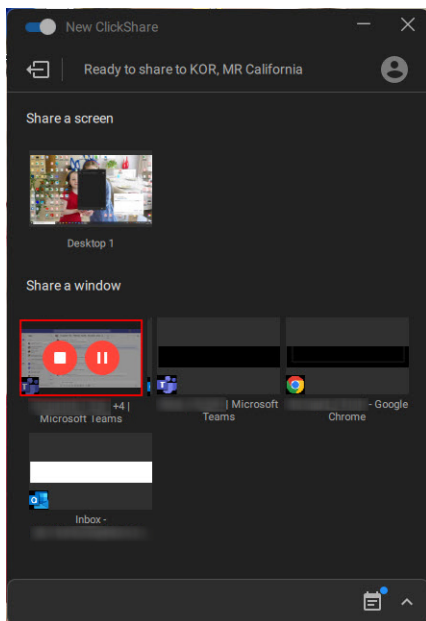 New ClickShare
Ready to share to KOR, MR California
Share a screen
Desktop 1
Share a window
+4 |
Microsoft Teams
| Microsoft
Teams
- Google
Chrome
Inbox -